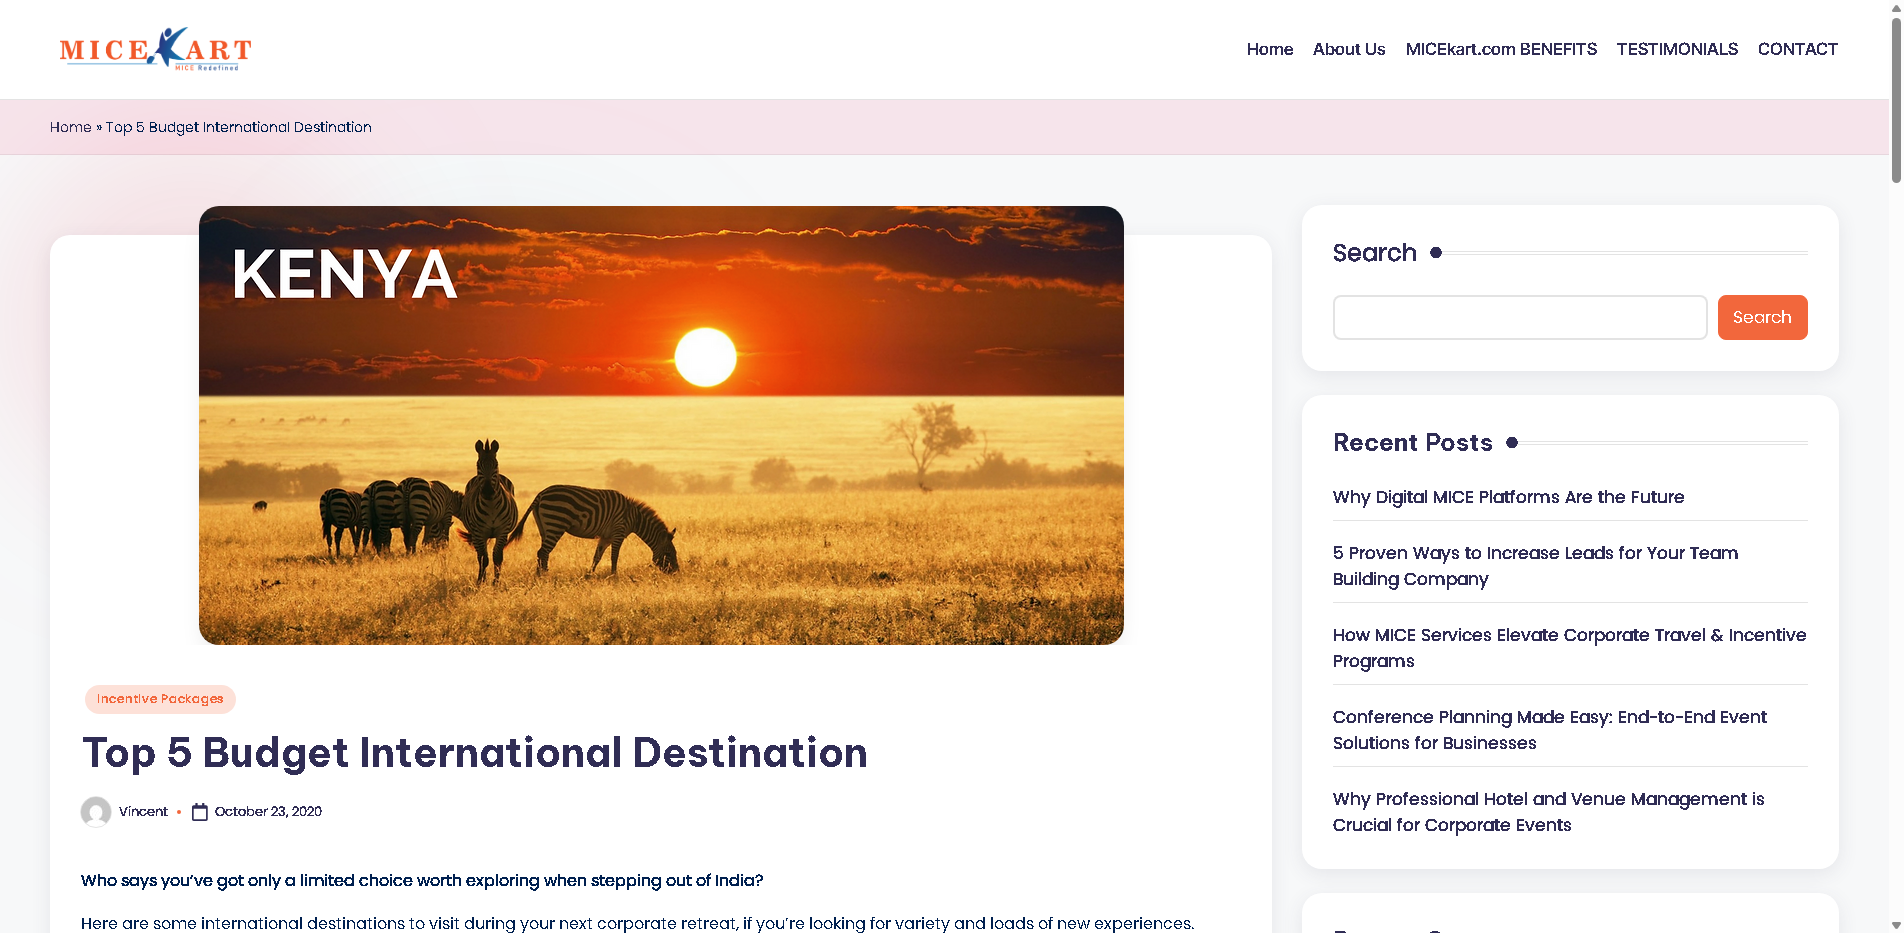 MICEKART
MICE Redefined
Home
About Us
MICEkart.com BENEFITS
TESTIMONIALS
CONTACT
Home » Top 5 Budget International Destination
KENYA
Incentive Packages
Top 5 Budget International Destination
Vincent • October 23, 2020
Who says you’ve got only a limited choice worth exploring when stepping out of India?
Here are some international destinations to visit during your next corporate retreat, if you’re looking for variety and loads of new experiences.
Search
Search
Recent Posts
Why Digital MICE Platforms Are the Future
5 Proven Ways to Increase Leads for Your Team
Building Company
How MICE Services Elevate Corporate Travel & Incentive
Programs
Conference Planning Made Easy: End-to-End Event
Solutions for Businesses
Why Professional Hotel and Venue Management is
Crucial for Corporate Events